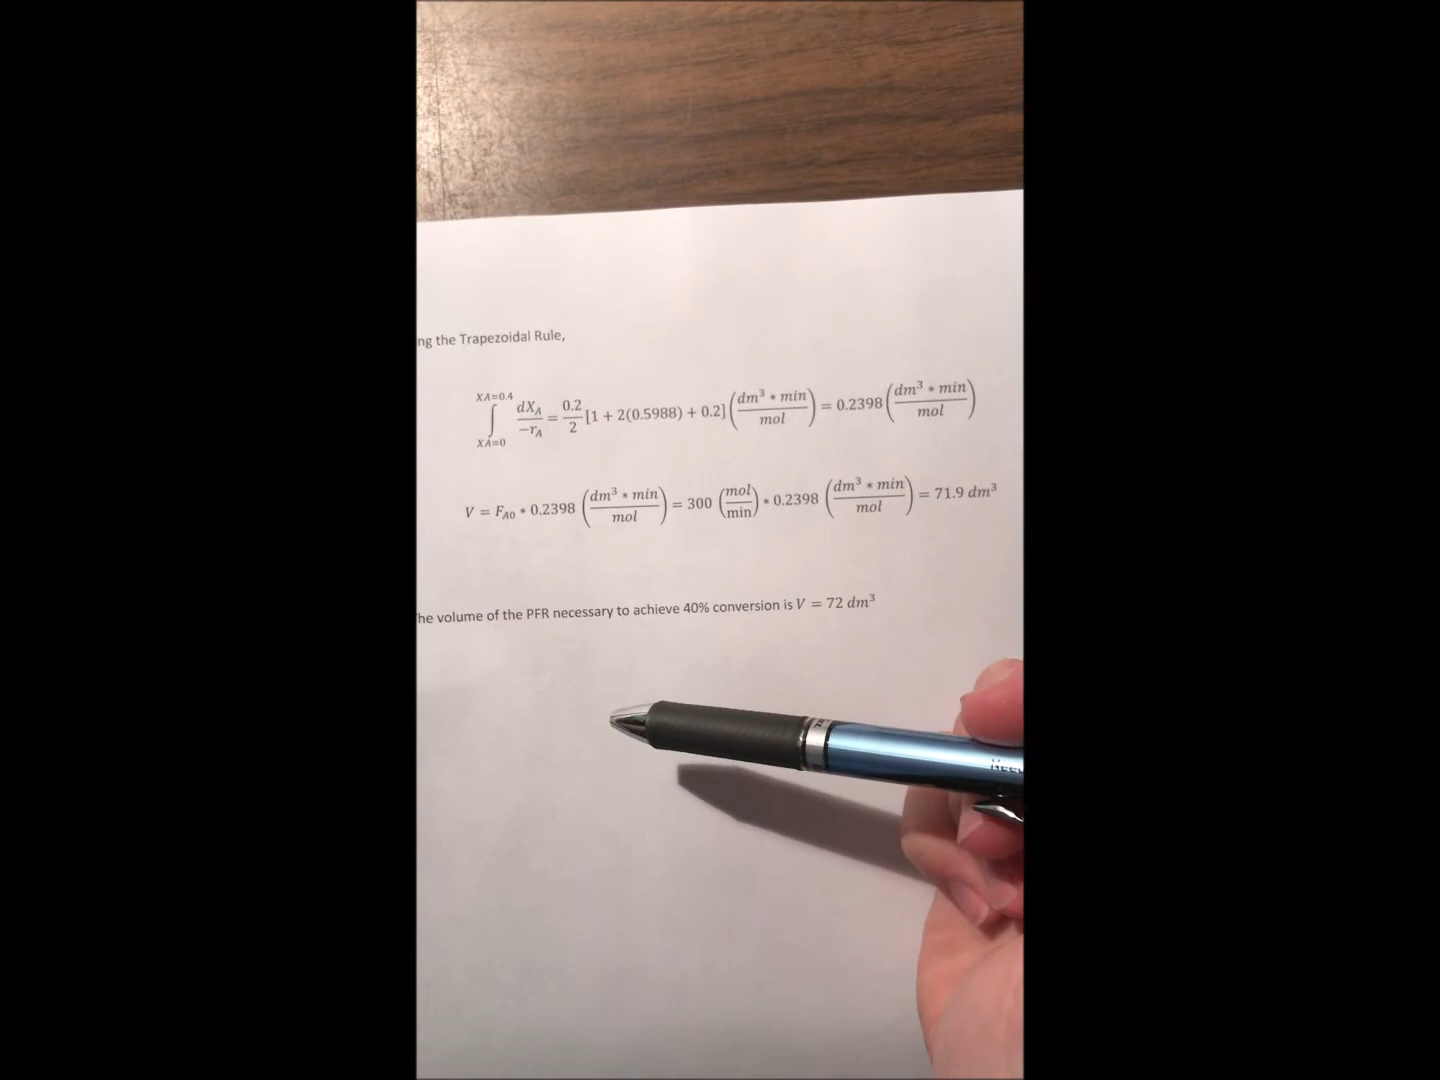 ng the Trapezoidal Rule,
∫_{XA=0}^{XA=0.4} dX_A / −r_A = 0.2/2 [1 + 2(0.5988) + 0.2] (dm³ * min / mol) = 0.2398 (dm³ * min / mol)
V = F_{A0} * 0.2398 (dm³ * min / mol) = 300 (mol / min) * 0.2398 (dm³ * min / mol) = 71.9 dm³
he volume of the PFR necessary to achieve 40% conversion is V = 72 dm³